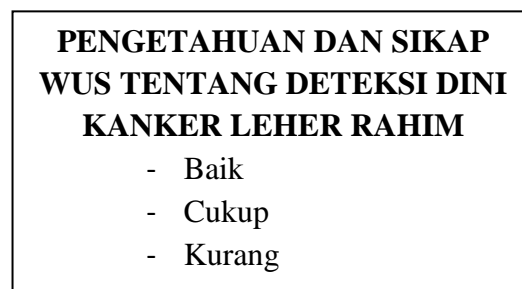 PENGETAHUAN DAN SIKAP
WUS TENTANG DETEKSI DINI
KANKER LEHER RAHIM
- Baik
- Cukup
- Kurang